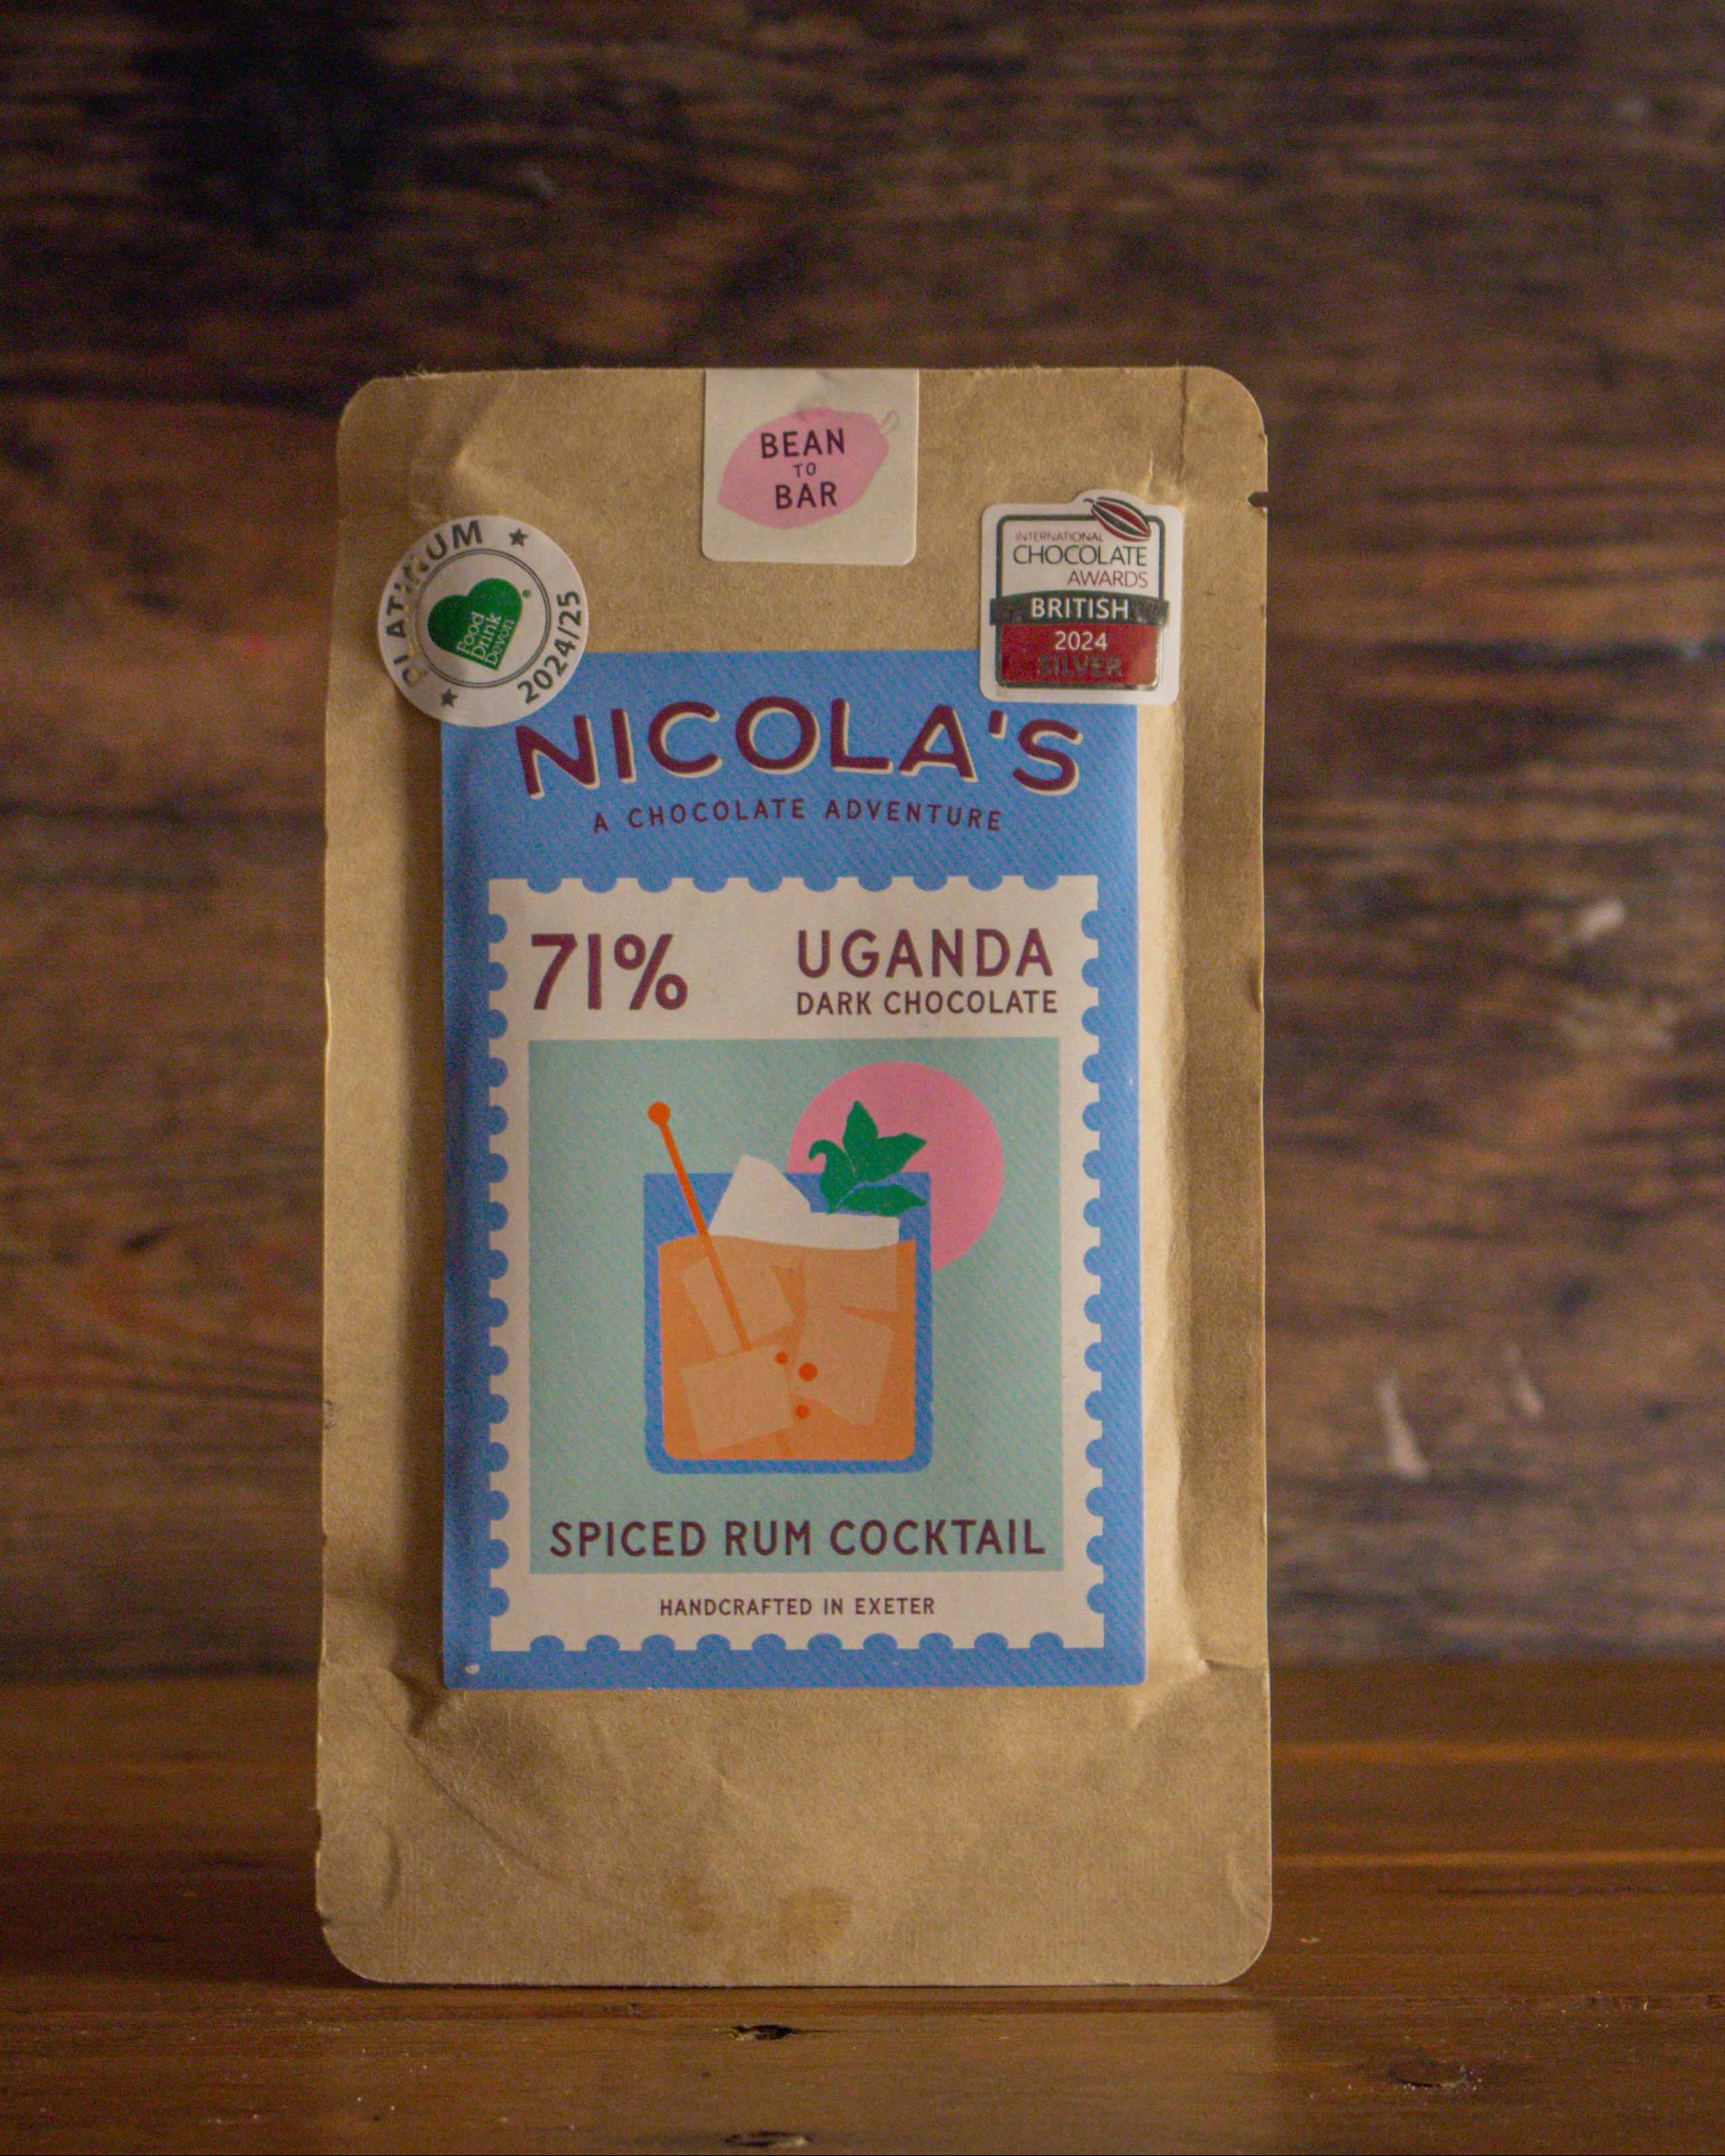 BEAN
TO
BAR
PLATINUM
Food
Drink
Devon
2024/25
INTERNATIONAL
CHOCOLATE
AWARDS
BRITISH
2024
SILVER
NICOLA'S
A CHOCOLATE ADVENTURE
71%
UGANDA
DARK CHOCOLATE
SPICED RUM COCKTAIL
HANDCRAFTED IN EXETER